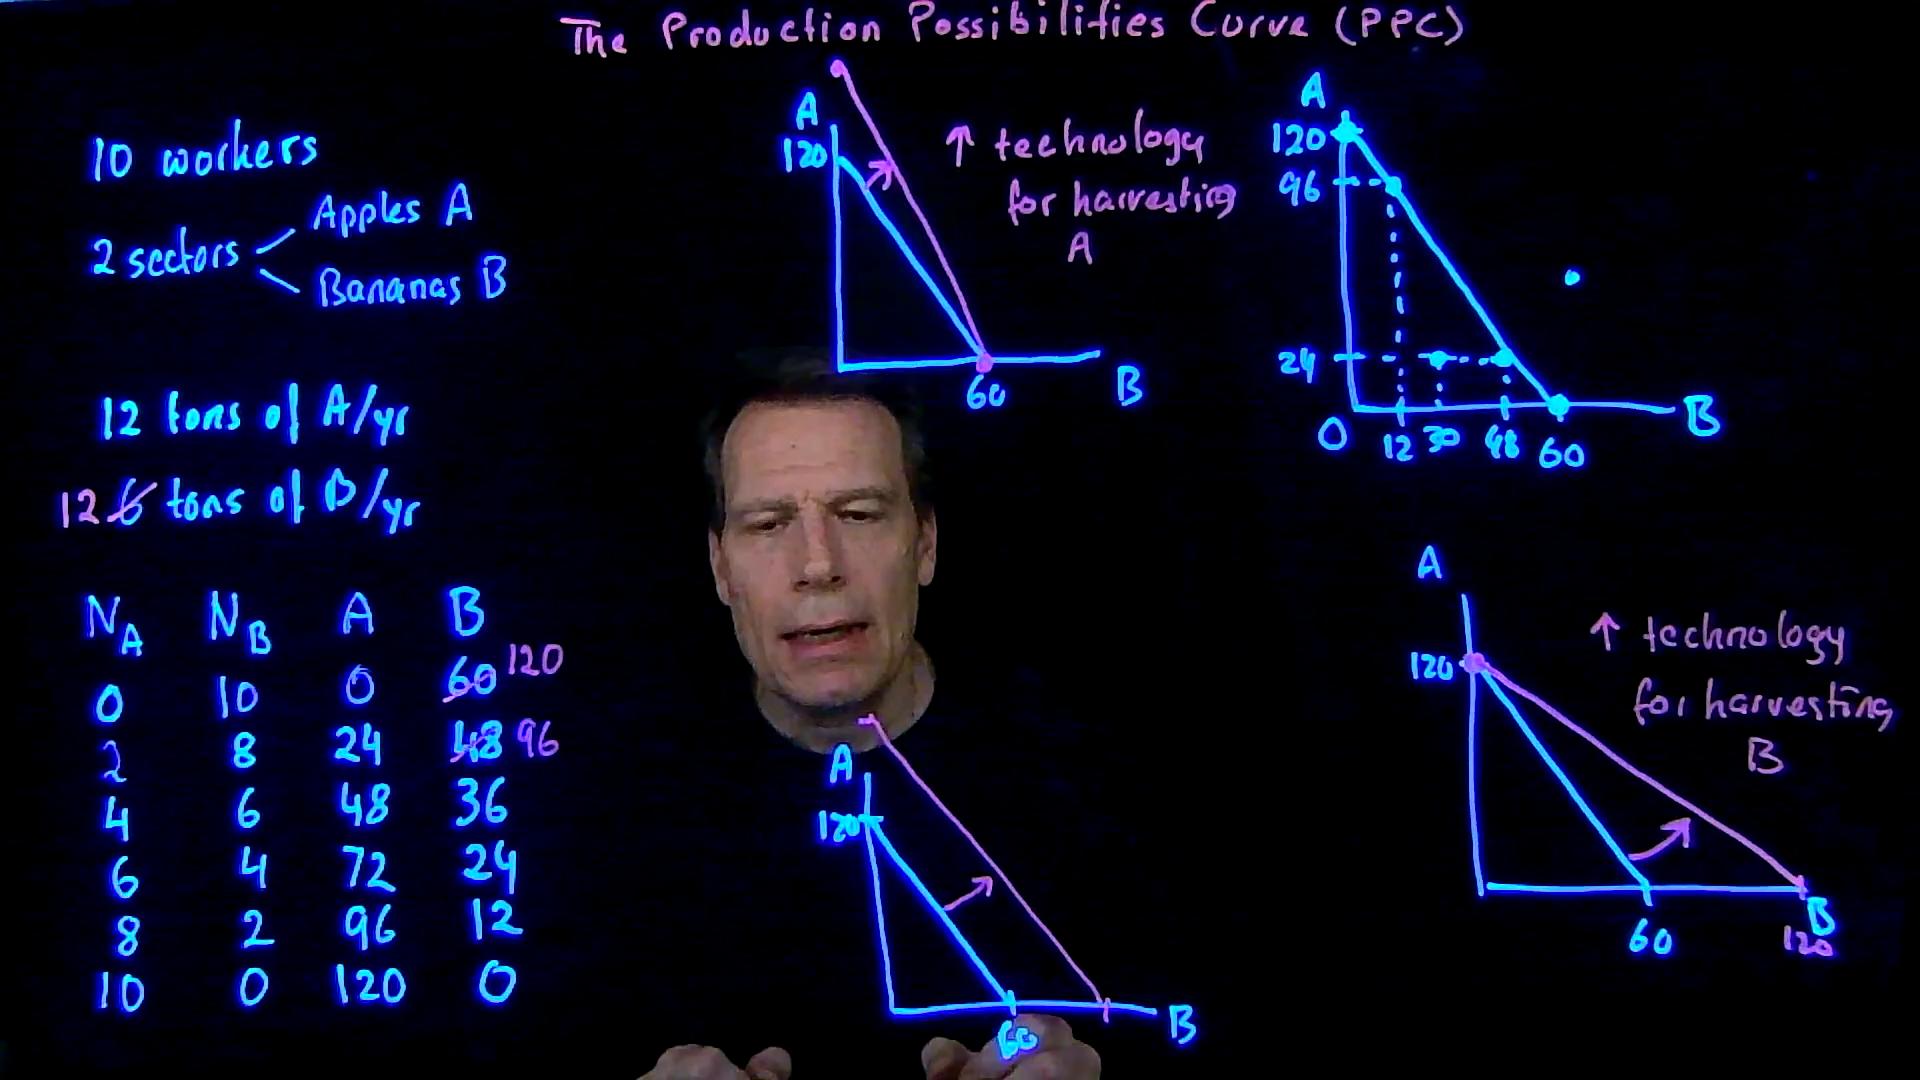 The Production Possibilities Curve (PPC)
10 workers
2 sectors
Apples A
Bananas B
12 tons of A/yr
12 6 tons of B/yr
N_A N_B A B
0 10 0 60 120
2 8 24 48 96
4 6 48 36
6 4 72 24
8 2 96 12
10 0 120 0
A
120
60
B
↑ technology
for harvesting
A
A
120
96
24
0 12 30 48 60
B
A
120
60
B
A
120
60
B
120
↑ technology
for harvesting
B